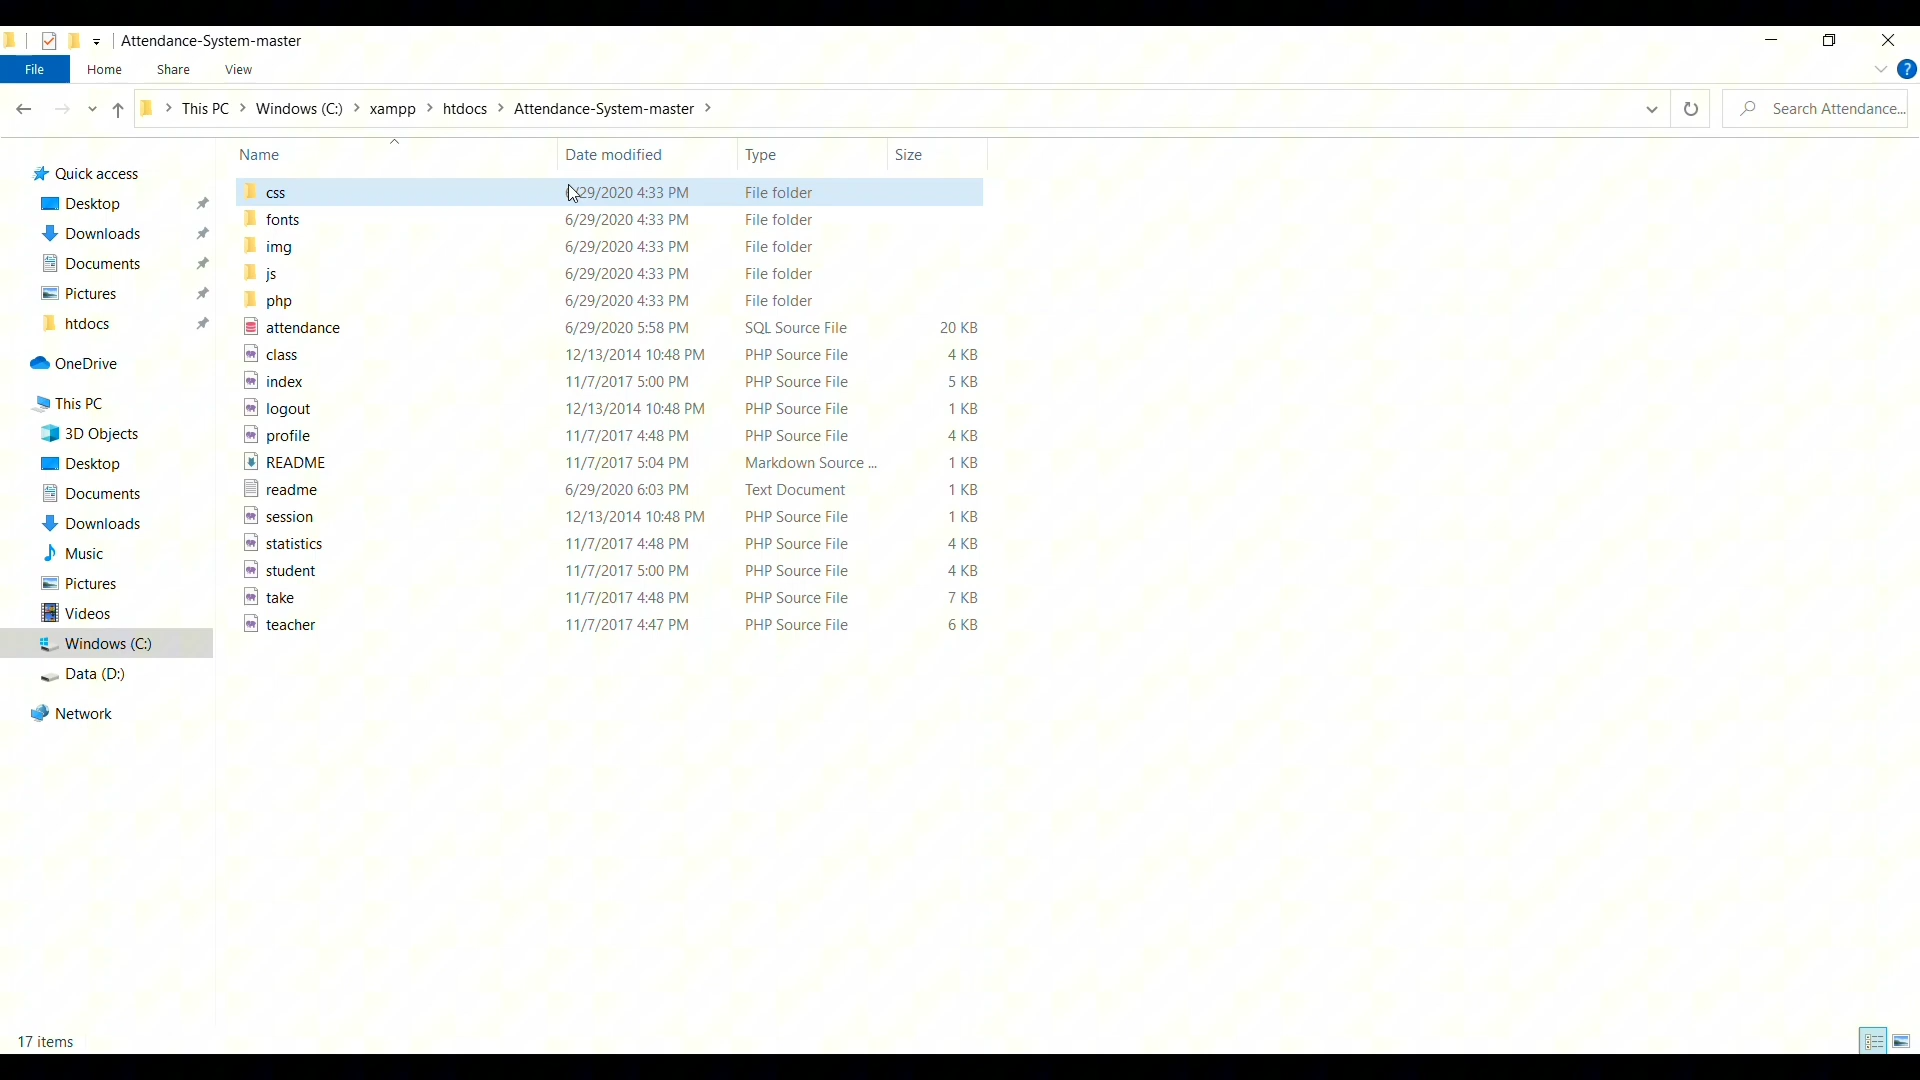 Attendance-System-master
File Home Share View
This PC Windows (C:) xampp htdocs Attendance-System-master
Search Attendance...
Name Date modified Type Size
Quick access
Desktop
Downloads
Documents
Pictures
htdocs
OneDrive
This PC
3D Objects
Desktop
Documents
Downloads
Music
Pictures
Videos
Windows (C:)
Data (D:)
Network
css /29/2020 4:33 PM File folder
fonts 6/29/2020 4:33 PM File folder
img 6/29/2020 4:33 PM File folder
js 6/29/2020 4:33 PM File folder
php 6/29/2020 4:33 PM File folder
attendance 6/29/2020 5:58 PM SQL Source File 20 KB
class 12/13/2014 10:48 PM PHP Source File 4 KB
index 11/7/2017 5:00 PM PHP Source File 5 KB
logout 12/13/2014 10:48 PM PHP Source File 1 KB
profile 11/7/2017 4:48 PM PHP Source File 4 KB
README 11/7/2017 5:04 PM Markdown Source ... 1 KB
readme 6/29/2020 6:03 PM Text Document 1 KB
session 12/13/2014 10:48 PM PHP Source File 1 KB
statistics 11/7/2017 4:48 PM PHP Source File 4 KB
student 11/7/2017 5:00 PM PHP Source File 4 KB
take 11/7/2017 4:48 PM PHP Source File 7 KB
teacher 11/7/2017 4:47 PM PHP Source File 6 KB
17 items